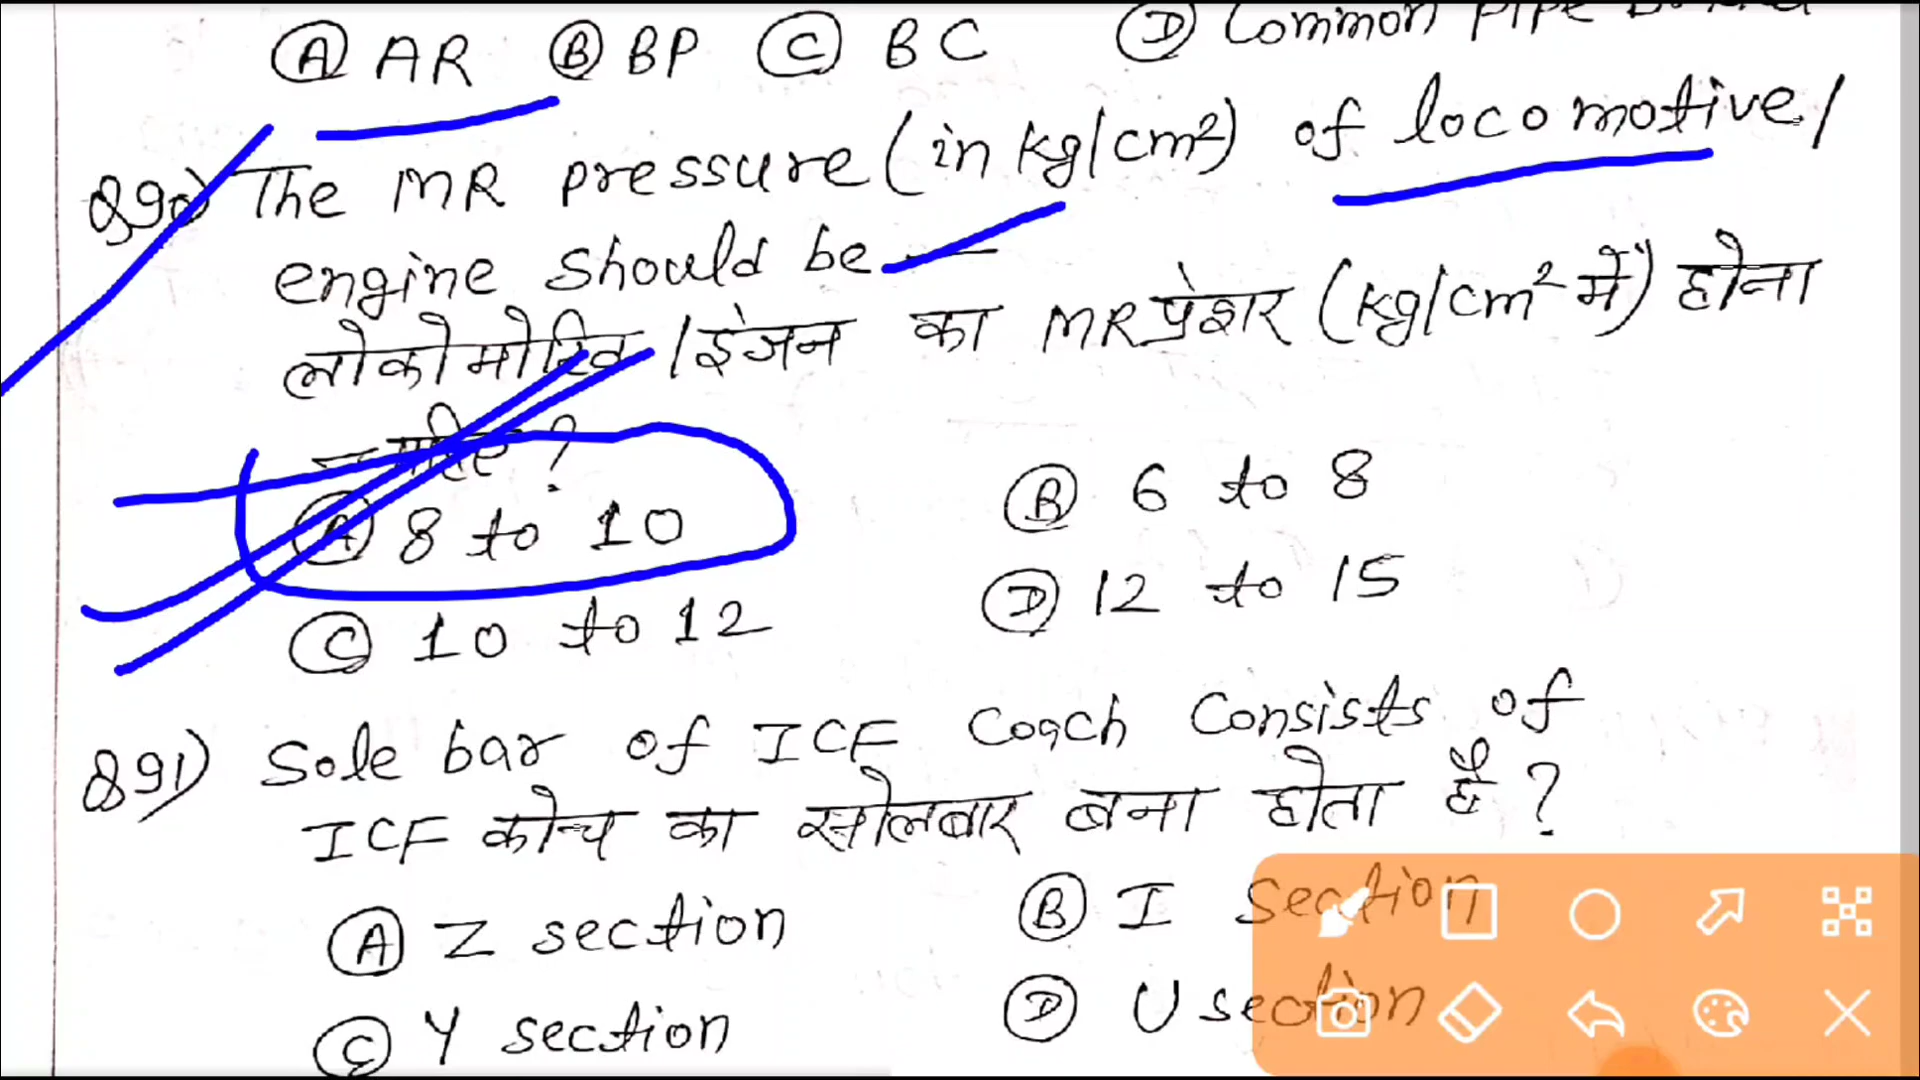 (A) AR (B) BP (C) BC (D) Common pipe
Q90) The MR pressure (in kg/cm²) of locomotive/
engine should be —
लोकोमोटिव / इंजन का MR प्रेशर (kg/cm² में) होना
चाहिए ?
(A) 8 to 10 (B) 6 to 8
(C) 10 to 12 (D) 12 to 15
Q91) Sole bar of ICF Coach Consists of
ICF कोच का सोलबार बना होता है ?
(A) Z section (B) I section
(C) Y section (D) U section